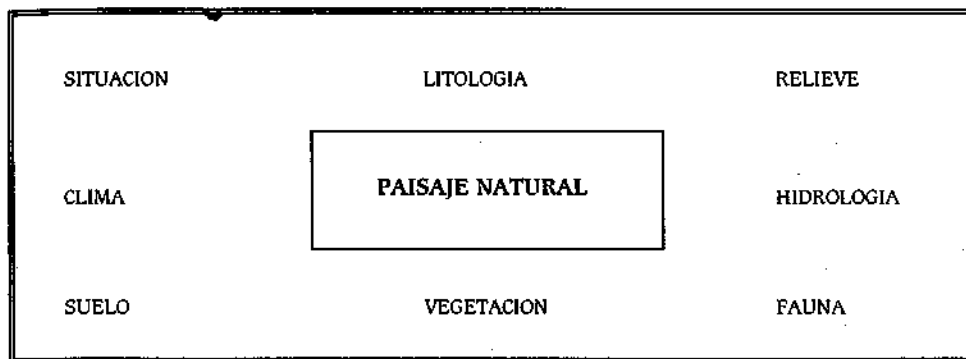 SITUACION LITOLOGIA RELIEVE
CLIMA PAISAJE NATURAL HIDROLOGIA
SUELO VEGETACION FAUNA